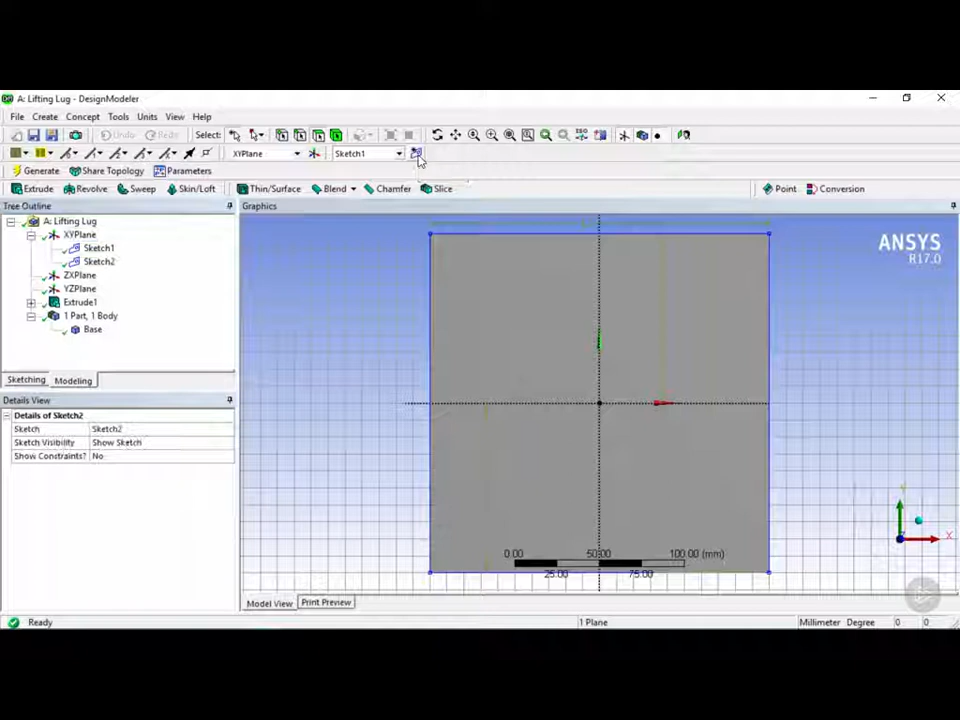 A: Lifting Lug - DesignModeler
File Create Concept Tools Units View Help
Undo Redo Select:
XYPlane Sketch1
Generate Share Topology Parameters
Extrude Revolve Sweep Skin/Loft Thin/Surface Blend Chamfer Slice Point Conversion
Tree Outline
A: Lifting Lug
XYPlane
Sketch1
Sketch2
ZXPlane
YZPlane
Extrude1
1 Part, 1 Body
Base
Sketching Modeling
Details View
Details of Sketch2
Sketch Sketch2
Sketch Visibility Show Sketch
Show Constraints? No
Graphics
ANSYS
R17.0
0.00 50.00 100.00 (mm)
25.00 75.00
Y
X
Model View Print Preview
Ready 1 Plane Millimeter Degree 0 0